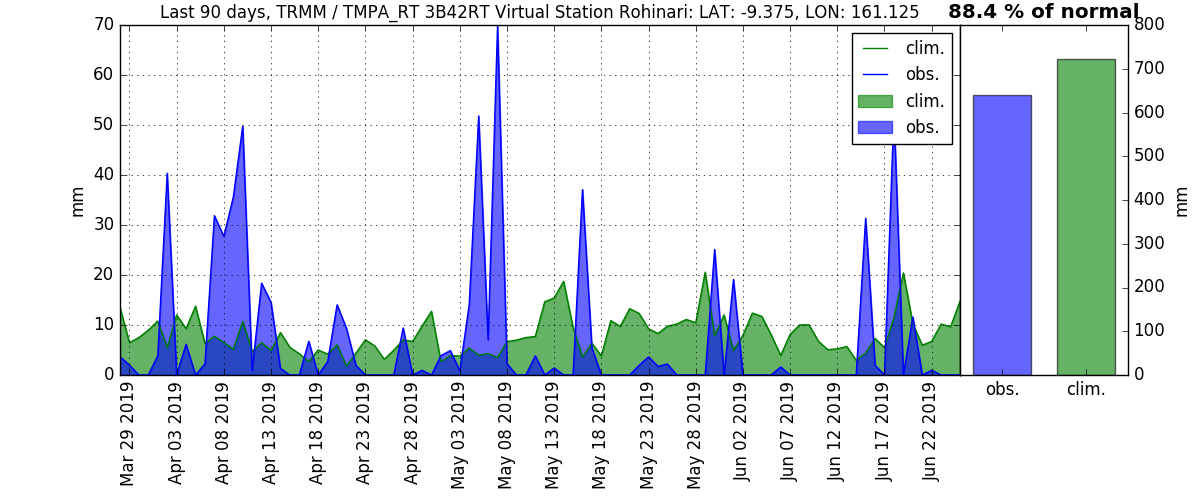 Last 90 days, TRMM / TMPA_RT 3B42RT Virtual Station Rohinari: LAT: -9.375, LON: 161.125
88.4 % of normal
70
60
50
40
30
20
10
0
mm
clim.
obs.
clim.
obs.
Mar 29 2019
Apr 03 2019
Apr 08 2019
Apr 13 2019
Apr 18 2019
Apr 23 2019
Apr 28 2019
May 03 2019
May 08 2019
May 13 2019
May 18 2019
May 23 2019
May 28 2019
Jun 02 2019
Jun 07 2019
Jun 12 2019
Jun 17 2019
Jun 22 2019
800
700
600
500
400
300
200
100
0
mm
obs.
clim.